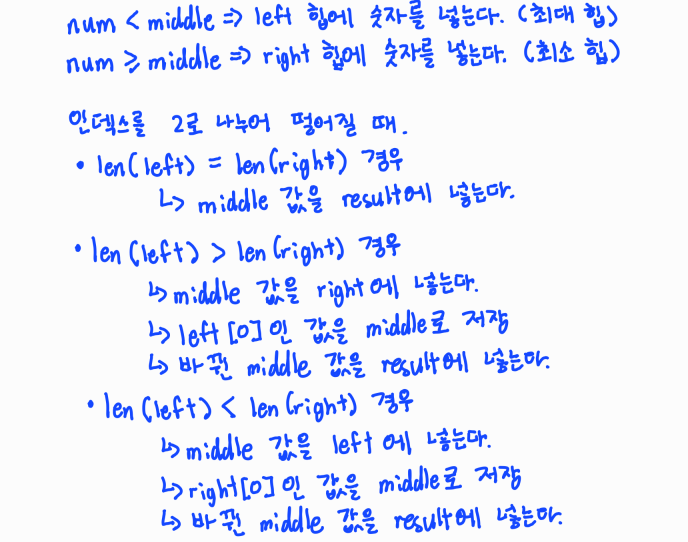 num < middle => left 힙에 숫자를 넣는다. (최대 힙)
num ≥ middle => right 힙에 숫자를 넣는다. (최소 힙)
인덱스를 2로 나누어 떨어질 때.
• len(left) = len(right) 경우
↳ middle 값을 result에 넣는다.
• len(left) > len(right) 경우
↳ middle 값을 right에 넣는다.
↳ left[0]인 값을 middle로 저장
↳ 바뀐 middle 값을 result에 넣는다.
• len(left) < len(right) 경우
↳ middle 값을 left에 넣는다.
↳ right[0]인 값을 middle로 저장
↳ 바뀐 middle 값을 result에 넣는다.